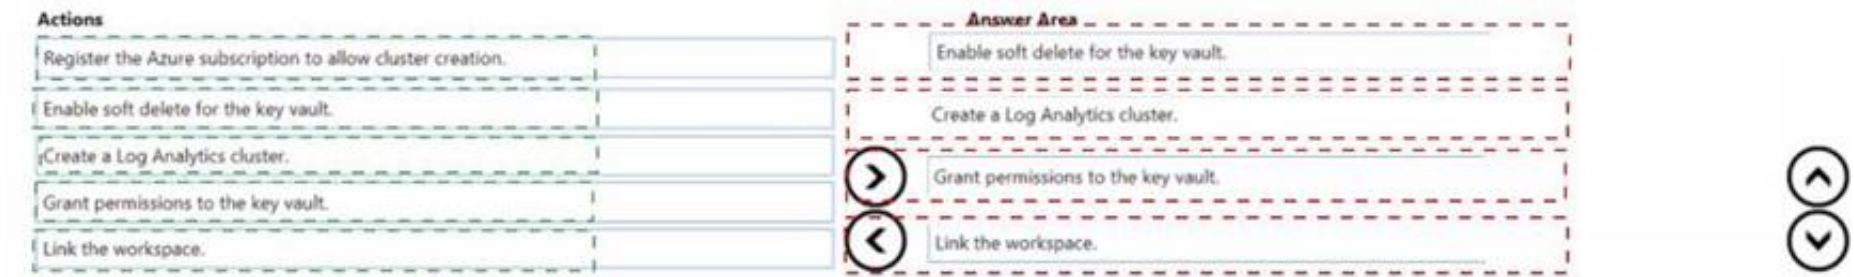 Actions
Register the Azure subscription to allow cluster creation.
Enable soft delete for the key vault.
Create a Log Analytics cluster.
Grant permissions to the key vault.
Link the workspace.
Answer Area
Enable soft delete for the key vault.
Create a Log Analytics cluster.
Grant permissions to the key vault.
Link the workspace.